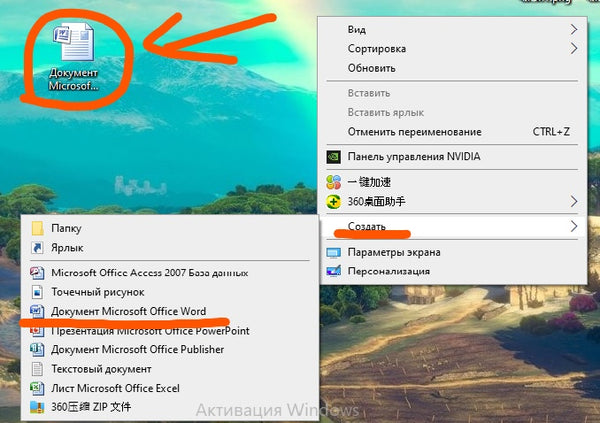 Документ
Microsof...
Вид
Сортировка
Обновить
Вставить
Вставить ярлык
Отменить переименование CTRL+Z
Панель управления NVIDIA
一键加速
360桌面助手
Создать
Параметры экрана
Персонализация
Папку
Ярлык
Microsoft Office Access 2007 База данных
Точечный рисунок
Документ Microsoft Office Word
Презентация Microsoft Office PowerPoint
Документ Microsoft Office Publisher
Текстовый документ
Лист Microsoft Office Excel
360压缩 ZIP 文件
Активация Windows